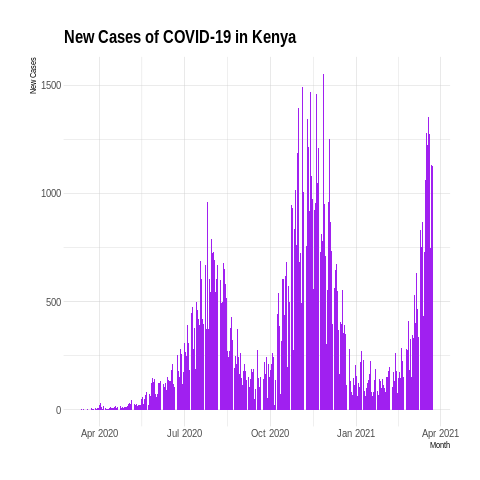 New Cases of COVID-19 in Kenya
New Cases
1500
1000
500
0
Apr 2020
Jul 2020
Oct 2020
Jan 2021
Apr 2021
Month